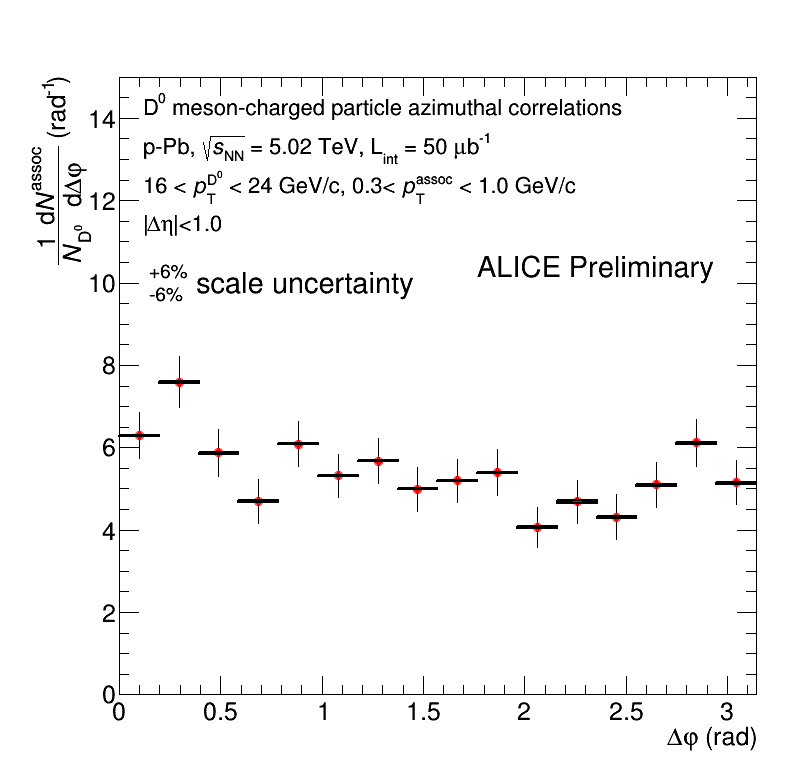 D⁰ meson-charged particle azimuthal correlations
p-Pb, √s_NN = 5.02 TeV, L_int = 50 μb⁻¹
16 < p_T^D⁰ < 24 GeV/c, 0.3< p_T^assoc < 1.0 GeV/c
|Δη|<1.0
+6%
-6% scale uncertainty
ALICE Preliminary
1/N_D⁰ dN^assoc/dΔφ (rad⁻¹)
14
12
10
8
6
4
2
0
0 0.5 1 1.5 2 2.5 3
Δφ (rad)